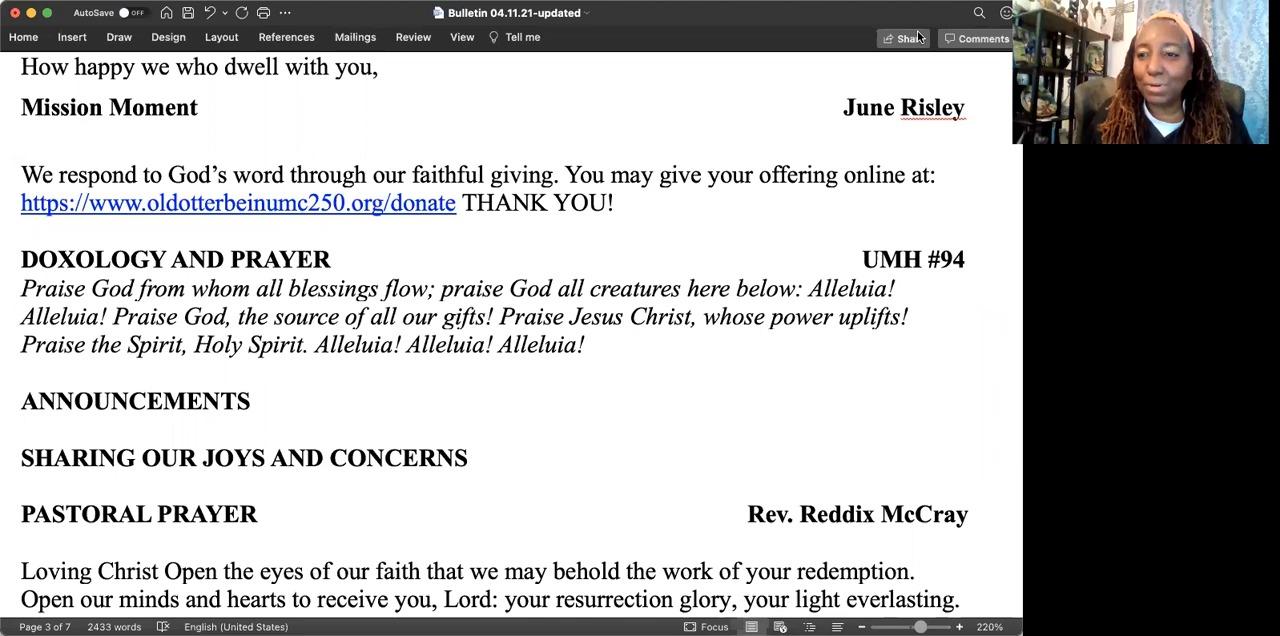 AutoSave OFF Bulletin 04.11.21-updated
Home Insert Draw Design Layout References Mailings Review View Tell me Share Comments
How happy we who dwell with you,
Mission Moment June Risley
We respond to God’s word through our faithful giving. You may give your offering online at:
https://www.oldotterbeinumc250.org/donate THANK YOU!
DOXOLOGY AND PRAYER UMH #94
Praise God from whom all blessings flow; praise God all creatures here below: Alleluia!
Alleluia! Praise God, the source of all our gifts! Praise Jesus Christ, whose power uplifts!
Praise the Spirit, Holy Spirit. Alleluia! Alleluia! Alleluia!
ANNOUNCEMENTS
SHARING OUR JOYS AND CONCERNS
PASTORAL PRAYER Rev. Reddix McCray
Loving Christ Open the eyes of our faith that we may behold the work of your redemption.
Open our minds and hearts to receive you, Lord: your resurrection glory, your light everlasting.
Page 3 of 7 2433 words English (United States) Focus 220%